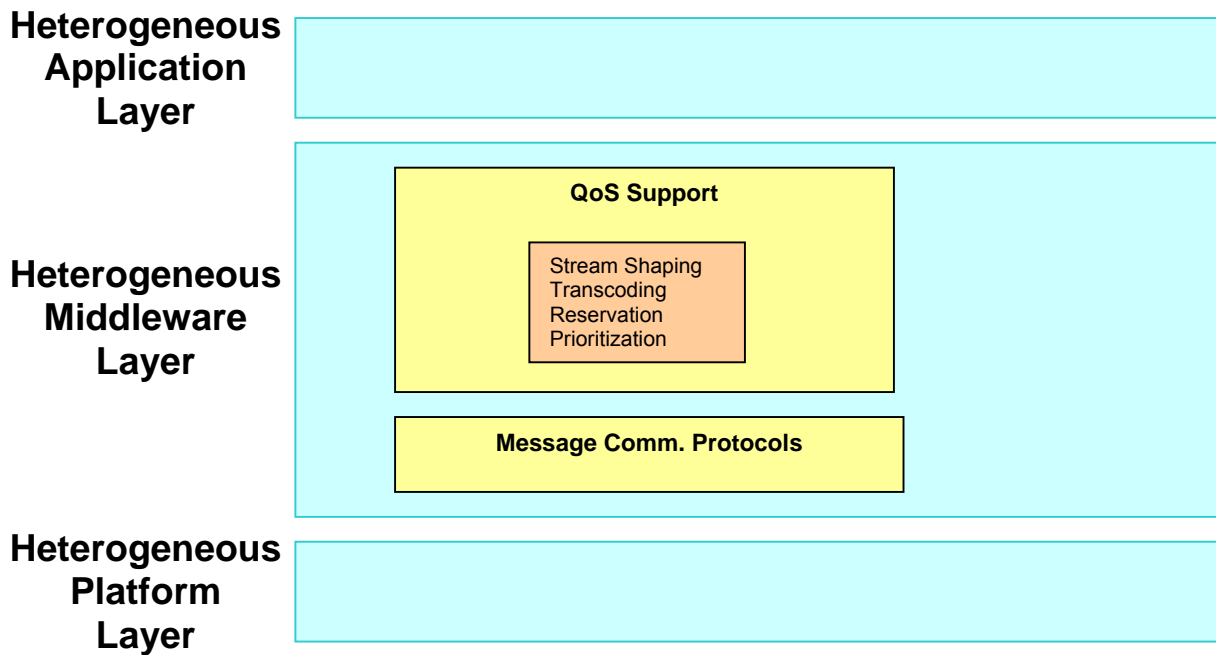 Heterogeneous
Application
Layer
Heterogeneous
Middleware
Layer
QoS Support
Stream Shaping
Transcoding
Reservation
Prioritization
Message Comm. Protocols
Heterogeneous
Platform
Layer